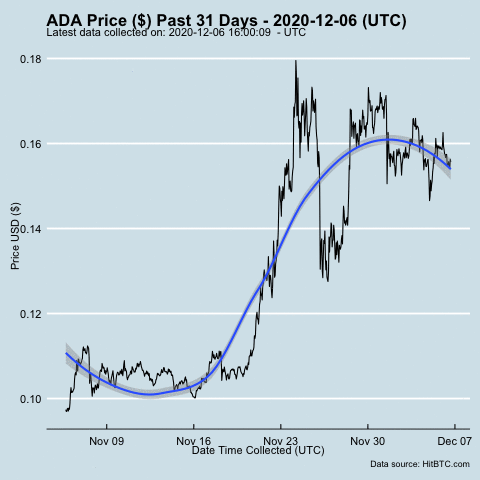 ADA Price ($) Past 31 Days - 2020-12-06 (UTC)
Latest data collected on: 2020-12-06 16:00:09 - UTC
0.18
0.16
0.14
0.12
0.10
Price USD ($)
Nov 09
Nov 16
Nov 23
Nov 30
Dec 07
Date Time Collected (UTC)
Data source: HitBTC.com